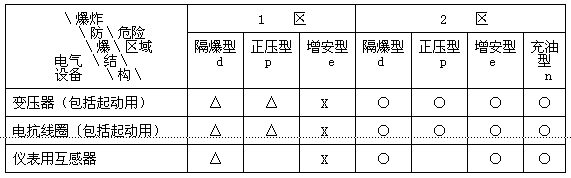 \爆炸 1 区 2 区
\防\危险
\爆\区域 隔爆型 正压型 增安型 隔爆型 正压型 增安型 充油
电气 \结\ d p e d p e 型
设备 \构\ n
变压器（包括起动用） △ △ x ○ ○ ○ ○
电抗线圈〔包括起动用） △ △ x ○ ○ ○ ○
仪表用互感器 △ x ○ ○ ○